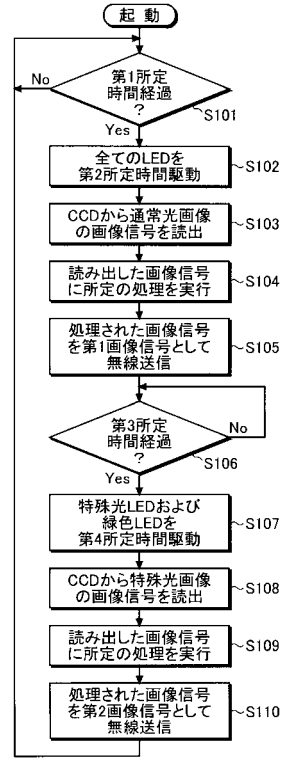 起動
第1所定
時間経過
?
No
S101
Yes
全てのLEDを
第2所定時間駆動
S102
CCDから通常光画像
の画像信号を読出
S103
読み出した画像信号
に所定の処理を実行
S104
処理された画像信号
を第1画像信号として
無線送信
S105
第3所定
時間経過
?
No
S106
Yes
特殊光LEDおよび
緑色LEDを
第4所定時間駆動
S107
CCDから特殊光画像
の画像信号を読出
S108
読み出した画像信号
に所定の処理を実行
S109
処理された画像信号
を第2画像信号として
無線送信
S110